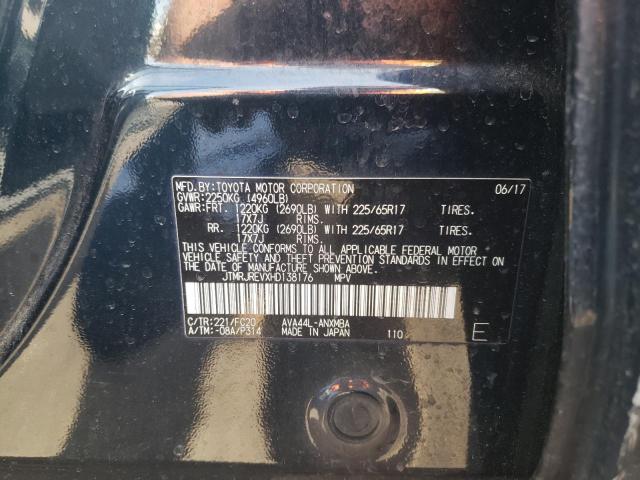 MFD.BY:TOYOTA MOTOR CORPORATION 06/17
GVWR:2250KG (4960LB)
GAWR:FRT. 1220KG (2690LB) WITH 225/65R17 TIRES.
17X7J RIMS.
RR. 1220KG (2690LB) WITH 225/65R17 TIRES.
17X7J RIMS.
THIS VEHICLE CONFORMS TO ALL APPLICABLE FEDERAL MOTOR
VEHICLE SAFETY AND THEFT PREVENTION STANDARDS IN EFFECT
ON THE DATE OF MANUFACTURE SHOWN ABOVE.
JTMRJREVXHD138176 MPV
C/TR:221/FC20 AVA44L-ANXMBA
A/TM:-08A/P314 MADE IN JAPAN 110 E